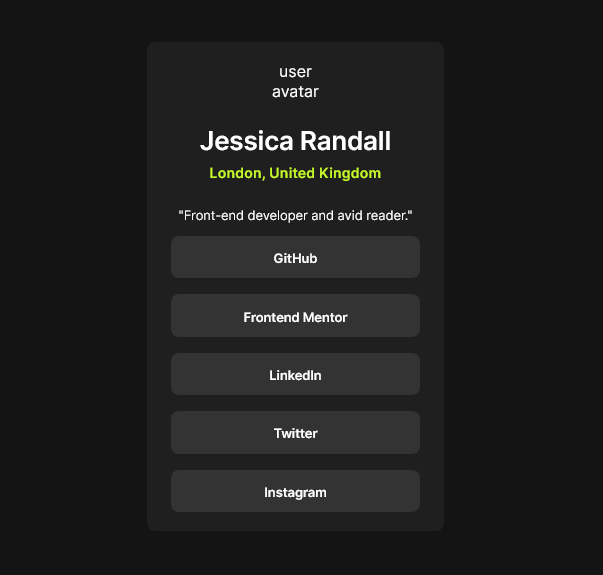 user
avatar
Jessica Randall
London, United Kingdom
"Front-end developer and avid reader."
GitHub
Frontend Mentor
LinkedIn
Twitter
Instagram